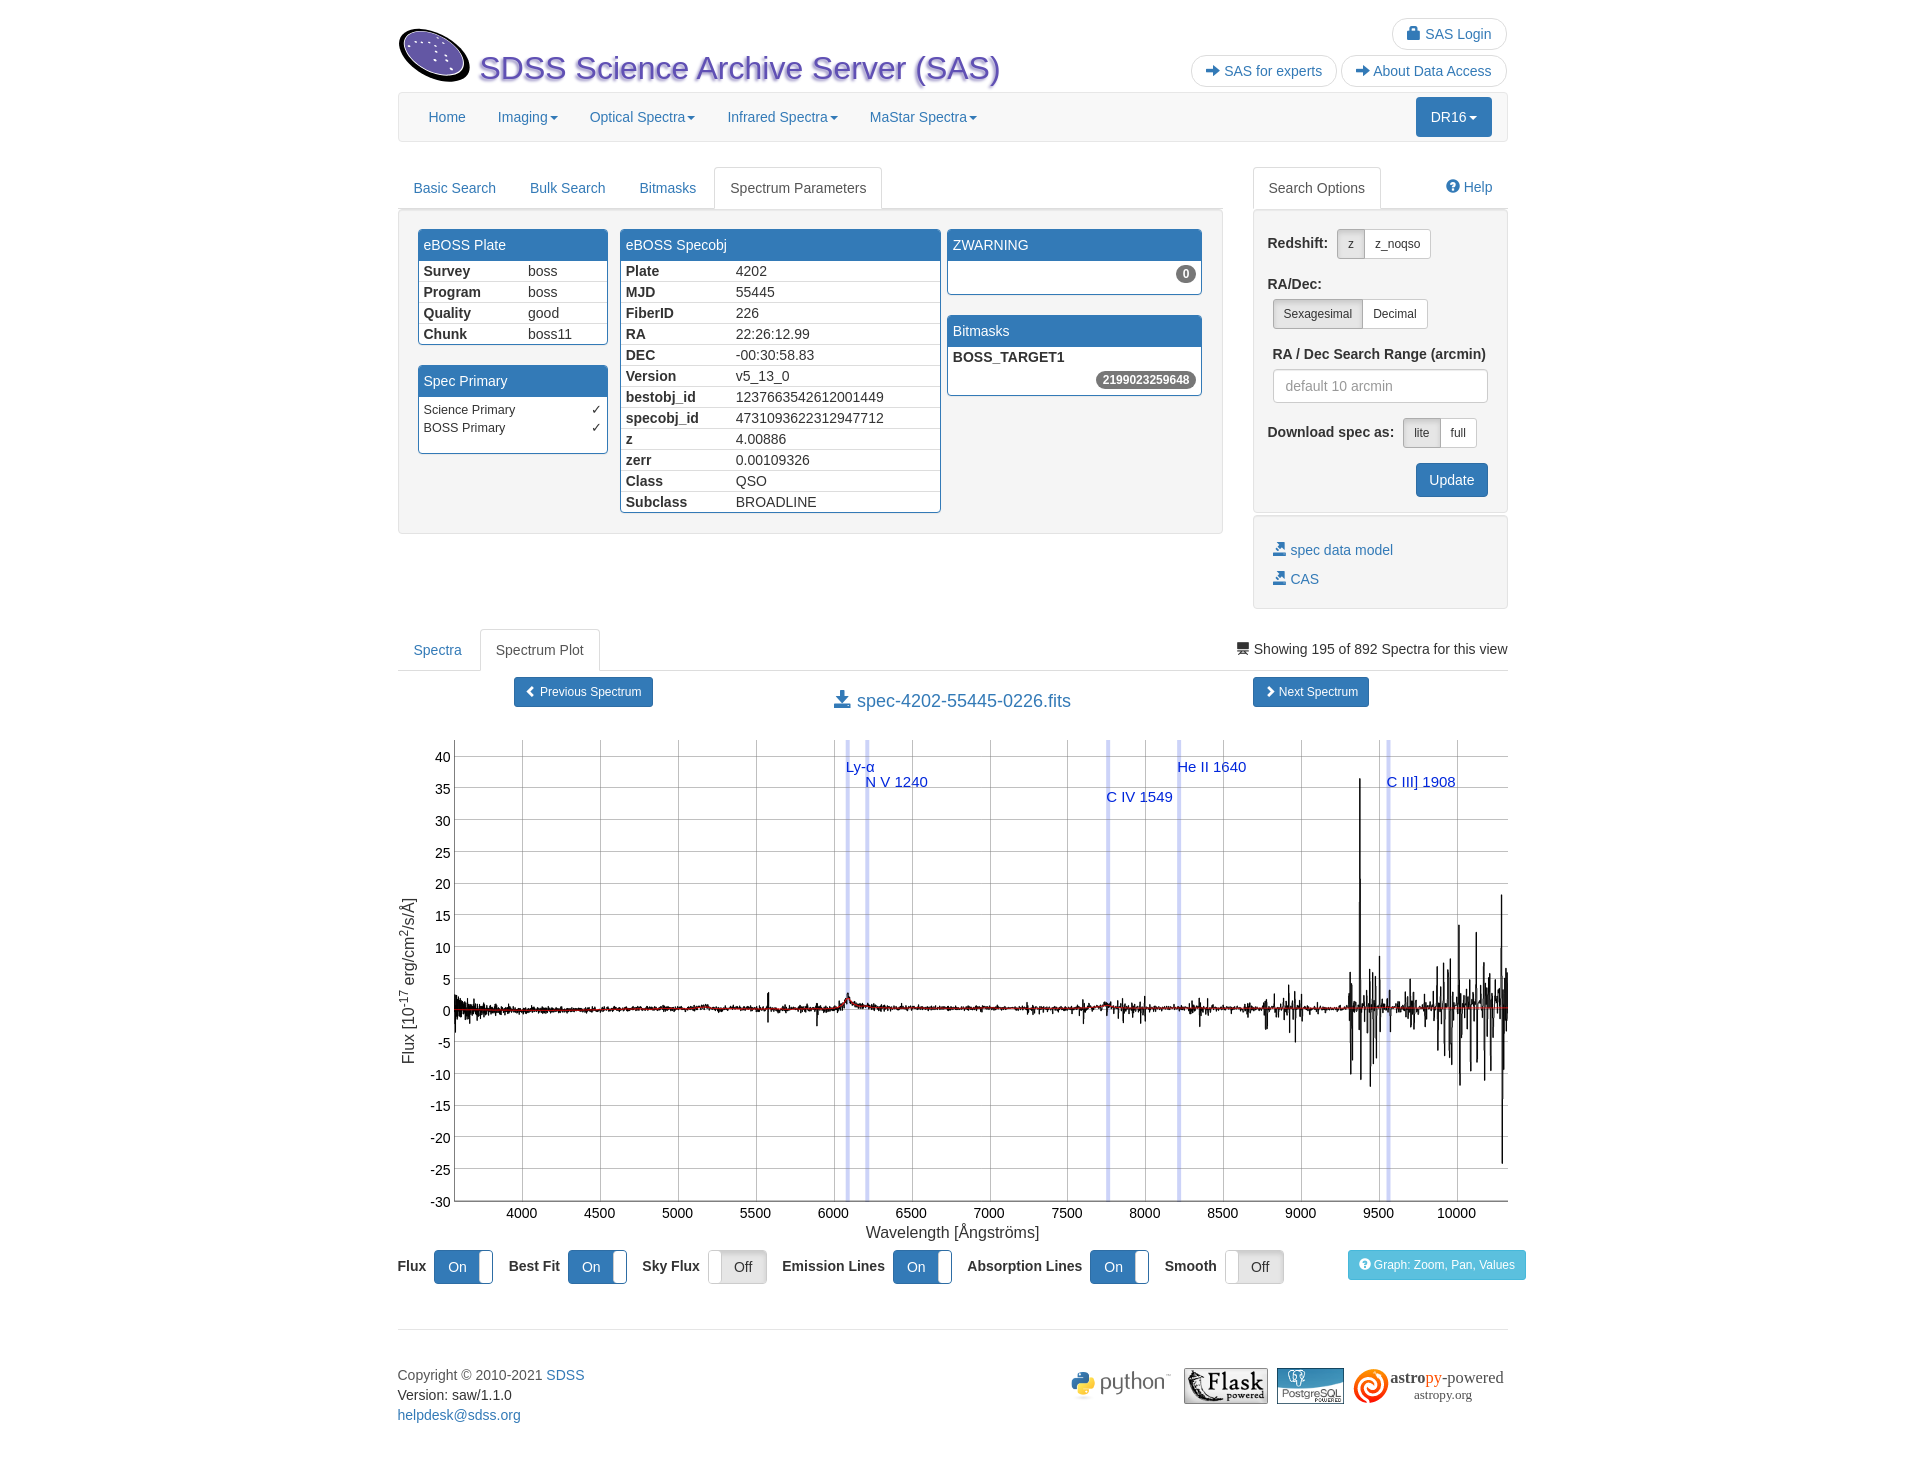 SAS Login
SDSS Science Archive Server (SAS)
SAS for experts
About Data Access
Home
Imaging
Optical Spectra
Infrared Spectra
MaStar Spectra
DR16
Basic Search
Bulk Search
Bitmasks
Spectrum Parameters
Search Options
Help
eBOSS Plate
Survey boss
Program boss
Quality good
Chunk boss11
Spec Primary
Science Primary ✓
BOSS Primary ✓
eBOSS Specobj
Plate 4202
MJD 55445
FiberID 226
RA 22:26:12.99
DEC -00:30:58.83
Version v5_13_0
bestobj_id 1237663542612001449
specobj_id 4731093622312947712
z 4.00886
zerr 0.00109326
Class QSO
Subclass BROADLINE
ZWARNING
0
Bitmasks
BOSS_TARGET1
2199023259648
Redshift: z z_noqso
RA/Dec:
Sexagesimal Decimal
RA / Dec Search Range (arcmin)
default 10 arcmin
Download spec as: lite full
Update
spec data model
CAS
Spectra
Spectrum Plot
Showing 195 of 892 Spectra for this view
Previous Spectrum
spec-4202-55445-0226.fits
Next Spectrum
40
35
30
25
20
15
10
5
0
-5
-10
-15
-20
-25
-30
Flux [10-17 erg/cm2/s/Å]
Ly-α
N V 1240
C IV 1549
He II 1640
C III] 1908
4000 4500 5000 5500 6000 6500 7000 7500 8000 8500 9000 9500 10000
Wavelength [Ångströms]
Flux On Best Fit On Sky Flux Off Emission Lines On Absorption Lines On Smooth Off
Graph: Zoom, Pan, Values
Copyright © 2010-2021 SDSS
Version: saw/1.1.0
helpdesk@sdss.org
python
Flask
powered
PostgreSQL
POWERED
astropy-powered
astropy.org